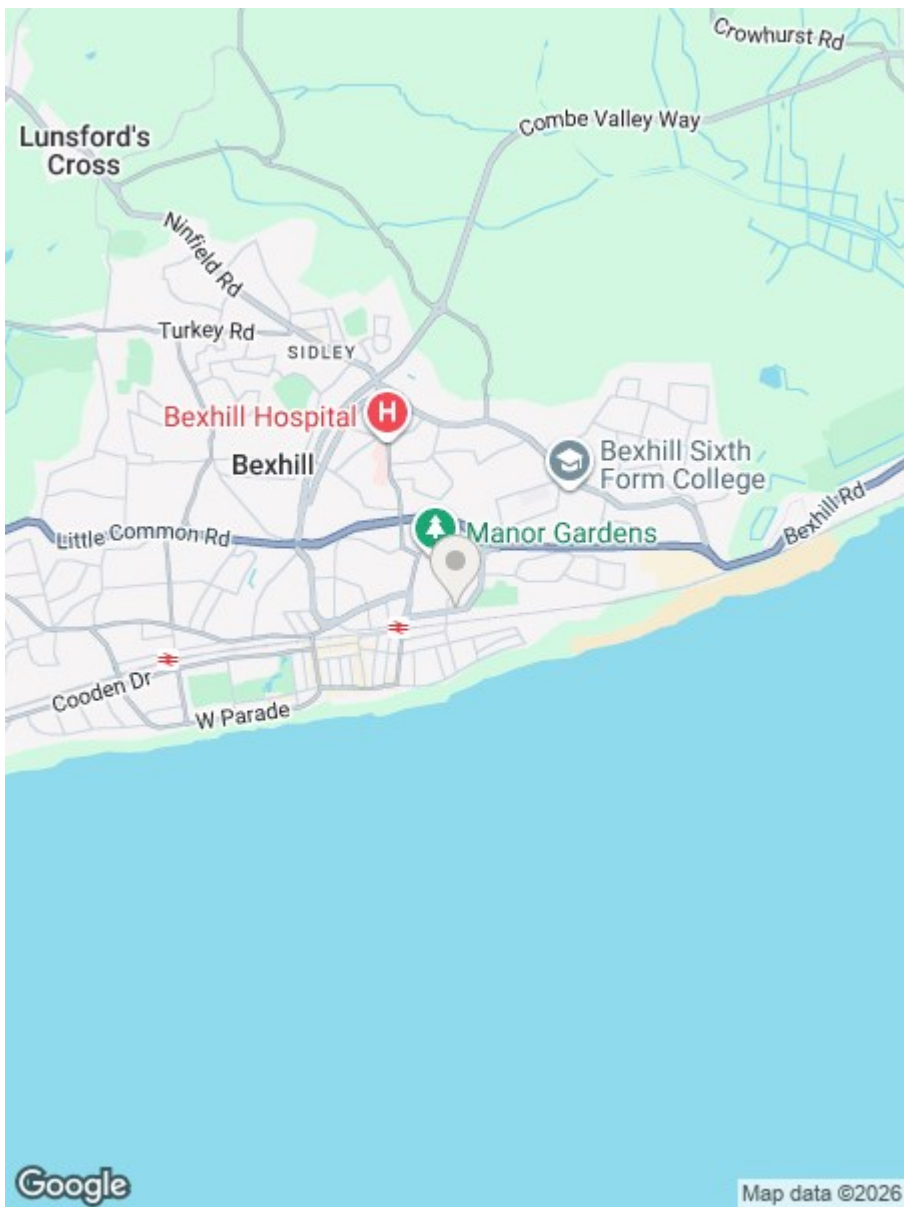 Crowhurst Rd
Combe Valley Way
Lunsford's
Cross
Ninfield Rd
Turkey Rd
SIDLEY
Bexhill Hospital
H
Bexhill
Bexhill Sixth
Form College
Bexhill Rd
Little Common Rd
Manor Gardens
Cooden Dr
W Parade
Google
Map data ©2026